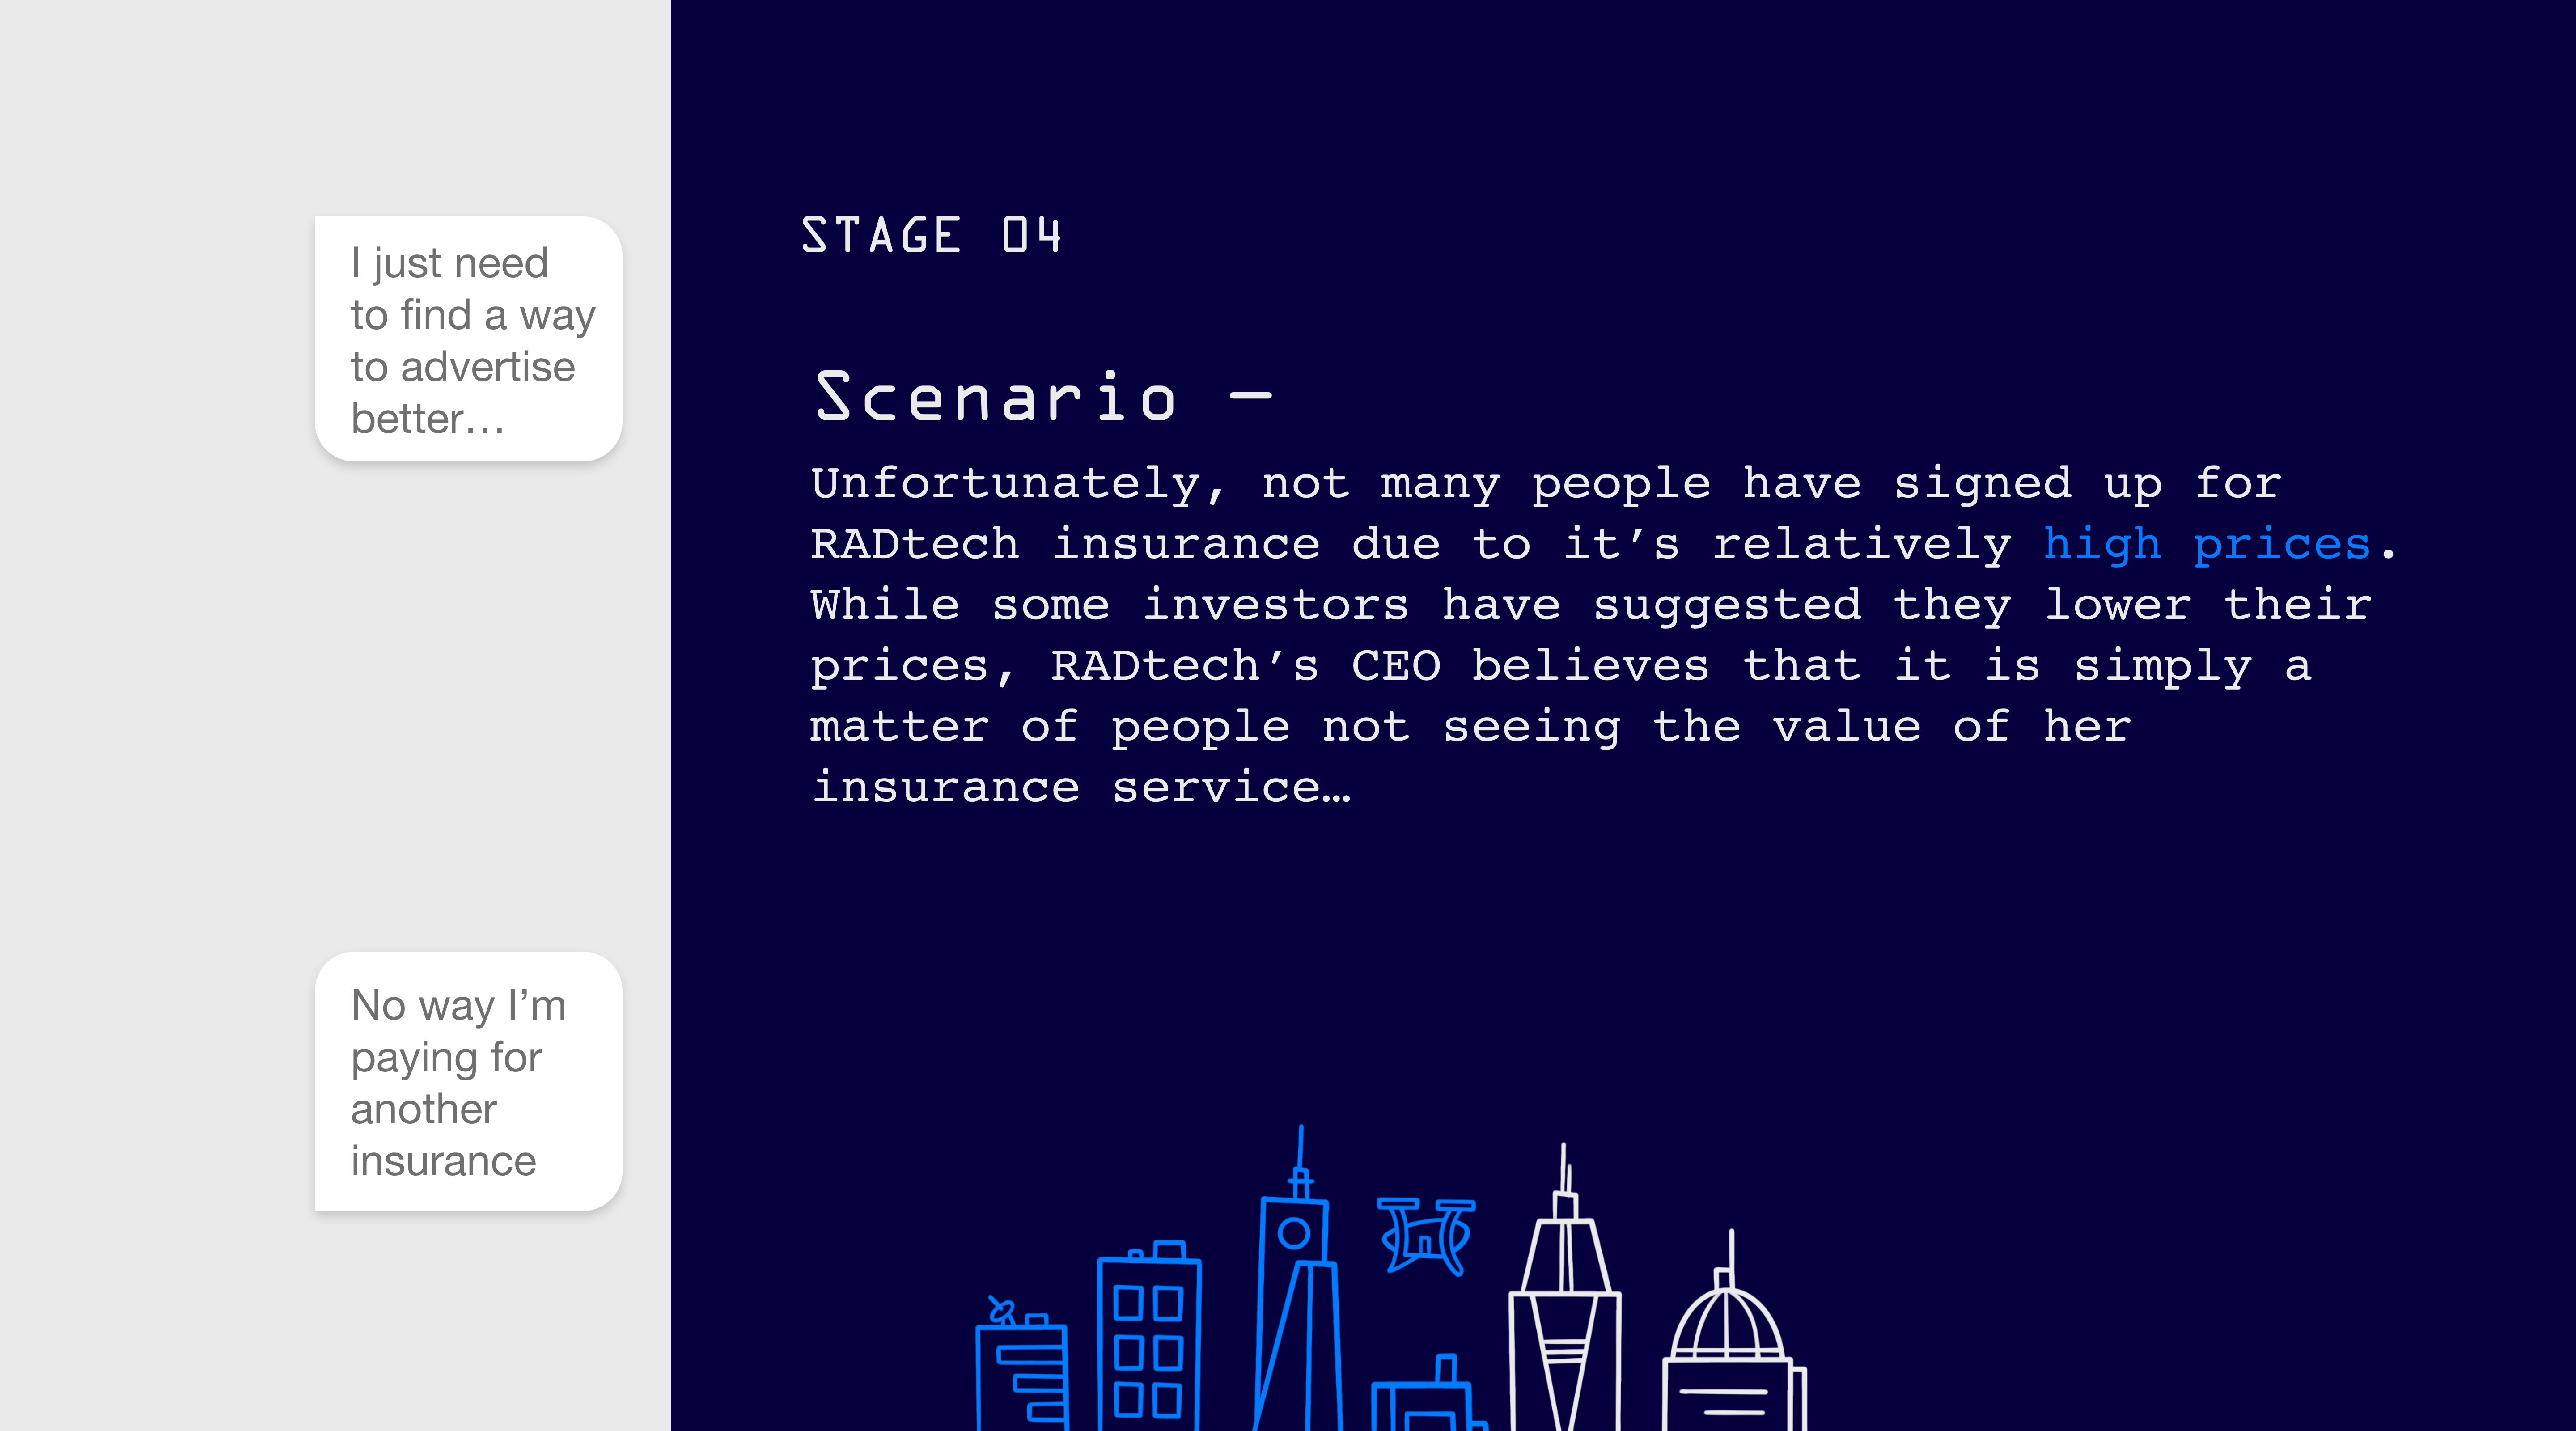 I just need
to find a way
to advertise
better…
No way I’m
paying for
another
insurance
STAGE 04
Scenario —
Unfortunately, not many people have signed up for
RADtech insurance due to it’s relatively high prices.
While some investors have suggested they lower their
prices, RADtech’s CEO believes that it is simply a
matter of people not seeing the value of her
insurance service…